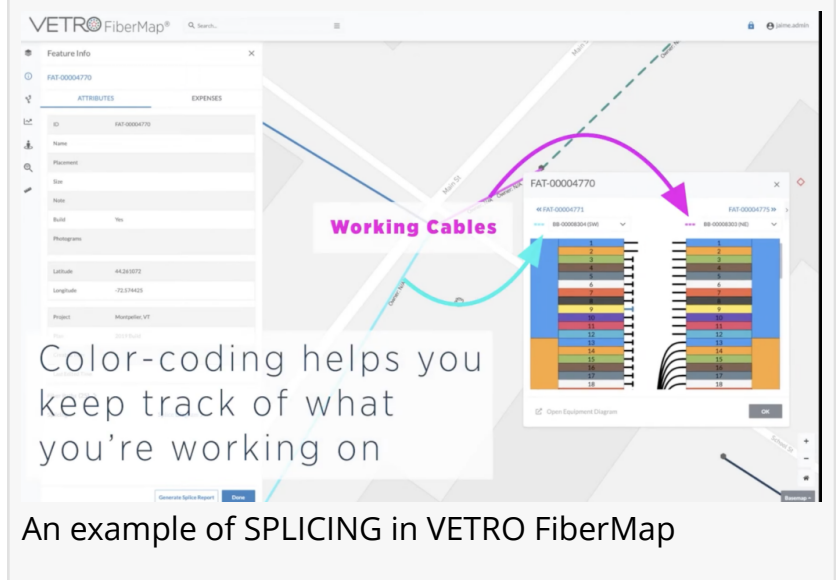 VETRO FiberMap®
Search...
jaime.admin
Feature Info
FAT-00004770
ATTRIBUTES EXPENSES
ID FAT-00004770
Name
Placement
Size
Note
Build Yes
Photograms
Latitude 44.261072
Longitude -72.574425
Project Montpelier, VT
Generate Splice Report Done
Main St
Main St
Owner: N/A
Owner: N/A
Working Cables
Color-coding helps you
keep track of what
you're working on
FAT-00004770
FAT-00004771 FAT-00004775
BB-00008304 (SW) BB-00008303 (NE)
1 1
2 2
3 3
4 4
5 5
6 6
7 7
8 8
9 9
10 10
11 11
12 12
13 13
14 14
15 15
16 16
17 17
18 18
Open Equipment Diagram OK
School St
Basemap
An example of SPLICING in VETRO FiberMap